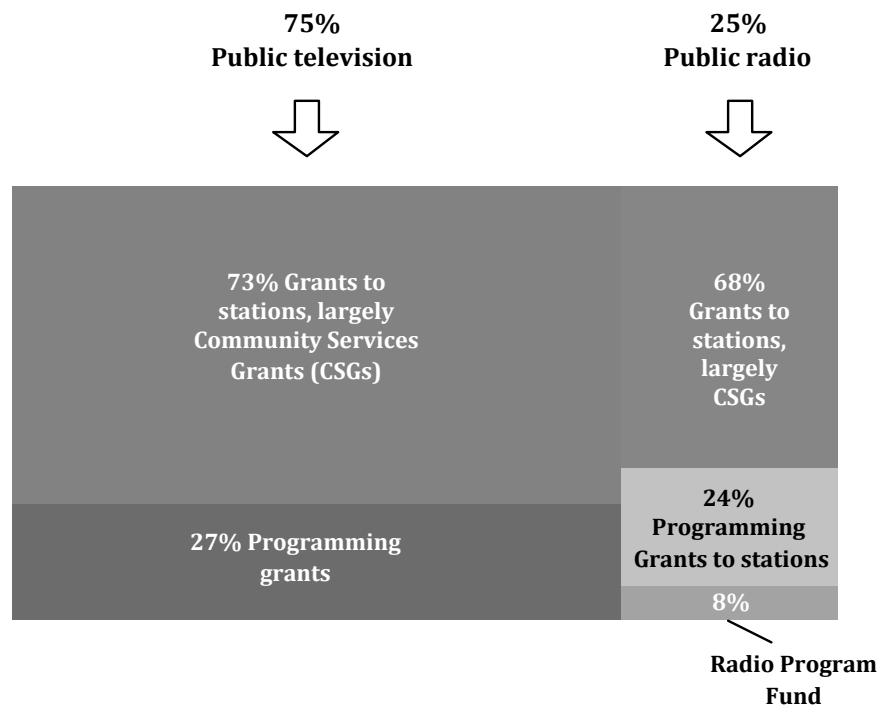 75%
Public television
25%
Public radio
73% Grants to
stations, largely
Community Services
Grants (CSGs)
68%
Grants to
stations,
largely
CSGs
27% Programming
grants
24%
Programming
Grants to stations
8%
Radio Program
Fund